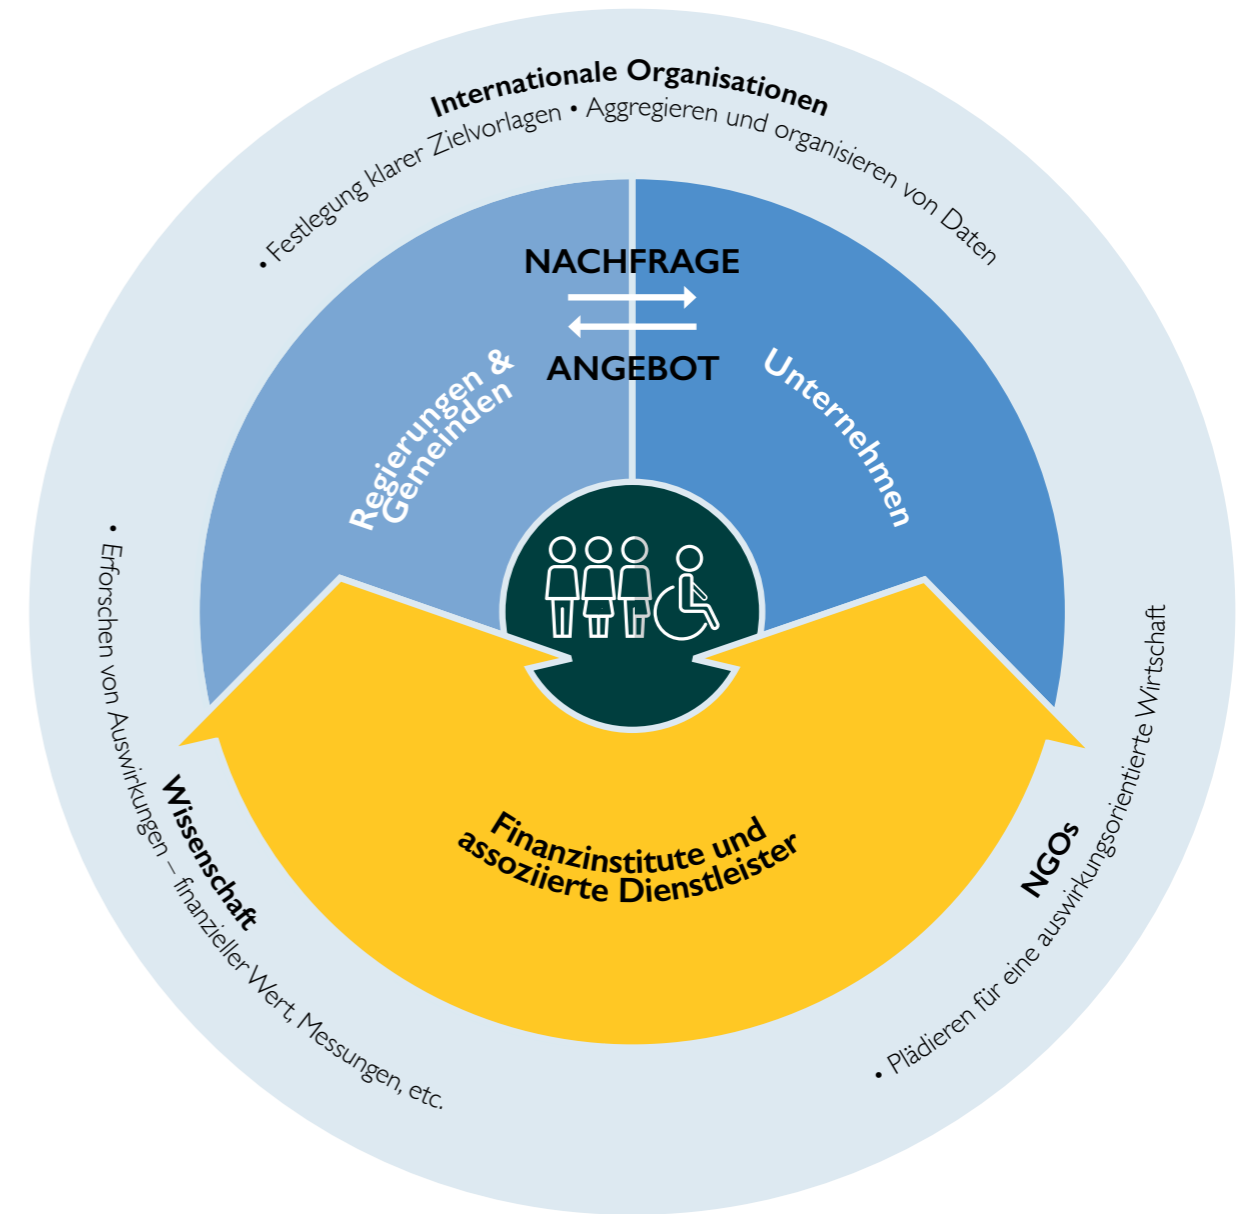 Internationale Organisationen
• Festlegung klarer Zielvorlagen • Aggregieren und organisieren von Daten
NACHFRAGE
ANGEBOT
Regierungen &
Gemeinden
Unternehmen
Finanzinstitute und
assoziierte Dienstleister
Wissenschaft
• Erforschen von Auswirkungen – finanzieller Wert, Messungen, etc.
NGOs
• Plädieren für eine auswirkungsorientierte Wirtschaft